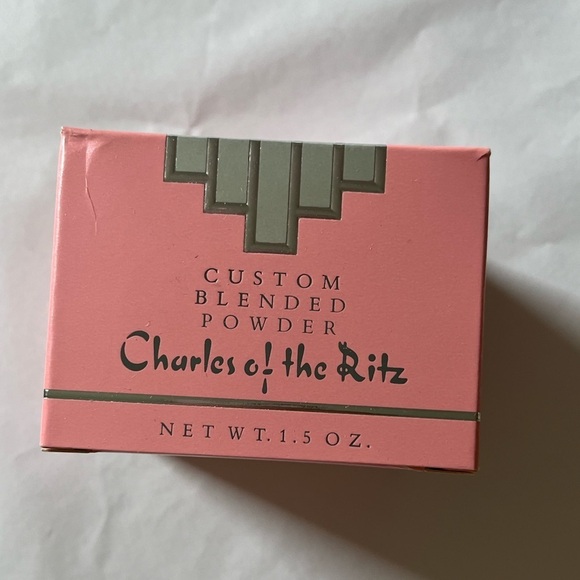 CUSTOM
BLENDED
POWDER
Charles of the Ritz
NET WT. 1.5 OZ.